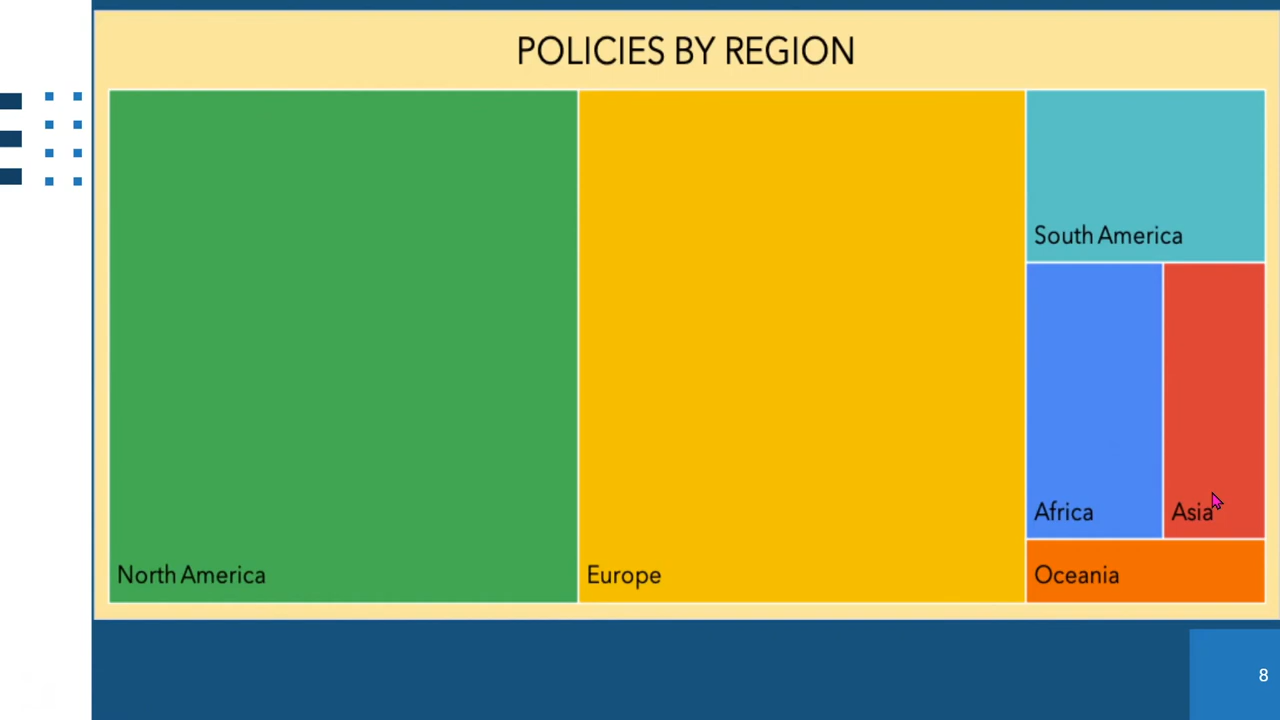 POLICIES BY REGION
South America
Africa
Asia
North America
Europe
Oceania
8